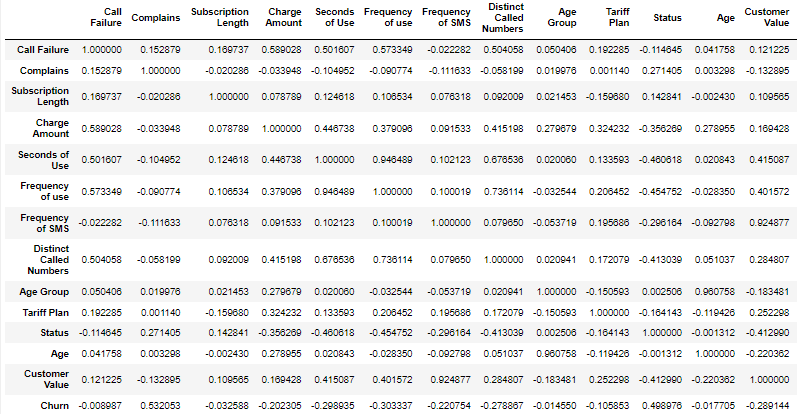 Call Failure Complains Subscription Length Charge Amount Seconds of Use Frequency of use Frequency of SMS Distinct Called Numbers Age Group Tariff Plan Status Age Customer Value
Call Failure 1.000000 0.152879 0.169737 0.589028 0.501607 0.573349 -0.022282 0.504058 0.050406 0.192285 -0.114645 0.041758 0.121225
Complains 0.152879 1.000000 -0.020286 -0.033948 -0.104952 -0.090774 -0.111633 -0.058199 0.019976 0.001140 0.271405 0.003298 -0.132895
Subscription Length 0.169737 -0.020286 1.000000 0.078789 0.124618 0.106534 0.076318 0.092009 0.021453 -0.159680 0.142841 -0.002430 0.109565
Charge Amount 0.589028 -0.033948 0.078789 1.000000 0.446738 0.379096 0.091533 0.415198 0.279679 0.324232 -0.356269 0.278955 0.169428
Seconds of Use 0.501607 -0.104952 0.124618 0.446738 1.000000 0.946489 0.102123 0.676536 0.020060 0.133593 -0.460618 0.020843 0.415087
Frequency of use 0.573349 -0.090774 0.106534 0.379096 0.946489 1.000000 0.100019 0.736114 -0.032544 0.206452 -0.454752 -0.028350 0.401572
Frequency of SMS -0.022282 -0.111633 0.076318 0.091533 0.102123 0.100019 1.000000 0.079650 -0.053719 0.195686 -0.296164 -0.092798 0.924877
Distinct Called Numbers 0.504058 -0.058199 0.092009 0.415198 0.676536 0.736114 0.079650 1.000000 0.020941 0.172079 -0.413039 0.051037 0.284807
Age Group 0.050406 0.019976 0.021453 0.279679 0.020060 -0.032544 -0.053719 0.020941 1.000000 -0.150593 0.002506 0.960758 -0.183481
Tariff Plan 0.192285 0.001140 -0.159680 0.324232 0.133593 0.206452 0.195686 0.172079 -0.150593 1.000000 -0.164143 -0.119426 0.252298
Status -0.114645 0.271405 0.142841 -0.356269 -0.460618 -0.454752 -0.296164 -0.413039 0.002506 -0.164143 1.000000 -0.001312 -0.412990
Age 0.041758 0.003298 -0.002430 0.278955 0.020843 -0.028350 -0.092798 0.051037 0.960758 -0.119426 -0.001312 1.000000 -0.220362
Customer Value 0.121225 -0.132895 0.109565 0.169428 0.415087 0.401572 0.924877 0.284807 -0.183481 0.252298 -0.412990 -0.220362 1.000000
Churn -0.008987 0.532053 -0.032588 -0.202305 -0.298935 -0.303337 -0.220754 -0.278867 -0.014550 -0.105853 0.498976 -0.017705 -0.289144